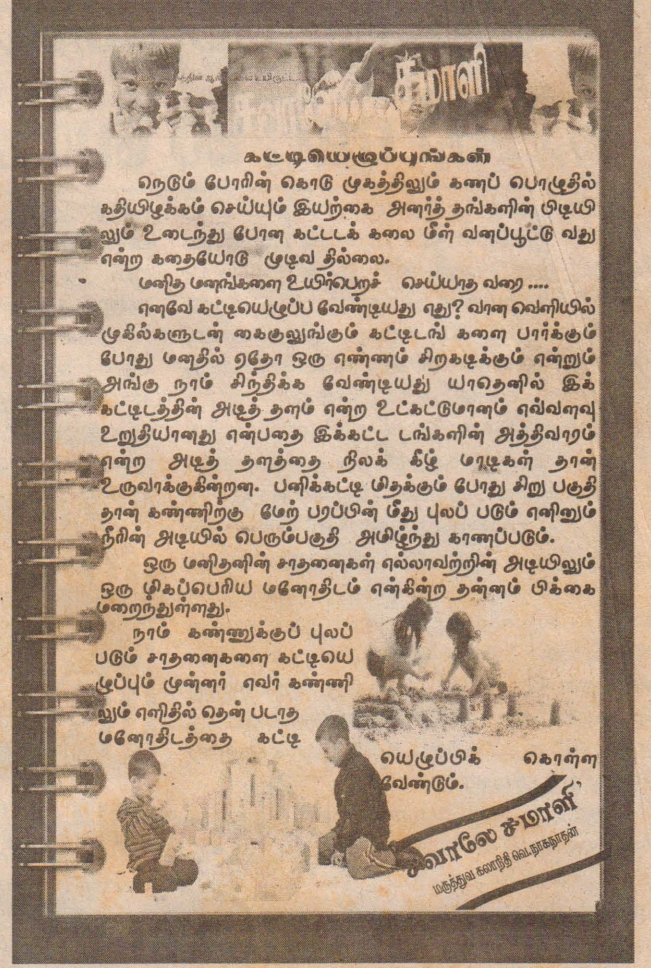 சவாலே சமாளி
கட்டியெழுப்புங்கள்
நெடும் போரின் கொடு முகத்திலும் கணப் பொழுதில்
கதியிழக்கம் செய்யும் இயற்கை அனர்த் தங்களின் பிடியி
லும் உடைந்து போன கட்டடக் கலை மீள் வனப்பூட்டு வது
என்ற கதையோடு முடிவ தில்லை.
மனித மனங்களை உயிர்பெறச் செய்யாத வரை ....
எனவே கட்டியெழுப்ப வேண்டியது எது? வான வெளியில்
முகில்களுடன் கைகுலுங்கும் கட்டிடங் களை பார்க்கும்
போது மனதில் ஏதோ ஒரு எண்ணம் சிறகடிக்கும் என்றும்
அங்கு நாம் சிந்திக்க வேண்டியது யாதெனில் இக்
கட்டிடத்தின் அடித் தளம் என்ற உட்கட்டுமானம் எவ்வளவு
உறுதியானது என்பதை இக்கட்ட டங்களின் அத்திவாரம்
என்ற அடித் தளத்தை நிலக் கீழ் மாடிகள் தான்
உருவாக்குகின்றன. பனிக்கட்டி மிதக்கும் போது சிறு பகுதி
தான் கண்ணிற்கு மேற் பரப்பின் மீது புலப் படும் எனினும்
நீரின் அடியில் பெரும்பகுதி அமிழ்ந்து காணப்படும்.
ஒரு மனிதனின் சாதனைகள் எல்லாவற்றின் அடியிலும்
ஒரு மிகப்பெரிய மனோதிடம் என்கின்ற தன்னம் பிக்கை
மறைந்துள்ளது.
நாம் கண்ணுக்குப் புலப்
படும் சாதனைகளை கட்டியெ
ழுப்பும் முன்னர் எவர் கண்ணி
லும் எளிதில் தென் படாத
மனோதிடத்தை கட்டி
யெழுப்பிக் கொள்ள
வேண்டும்.
சவாலே சமாளி
மருத்துவ கலாநிதி வெ.நாகநாதன்